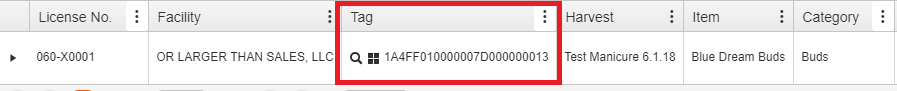 License No. Facility Tag Harvest Item Category
060-X0001 OR LARGER THAN SALES, LLC 1A4FF010000007D000000013 Test Manicure 6.1.18 Blue Dream Buds Buds